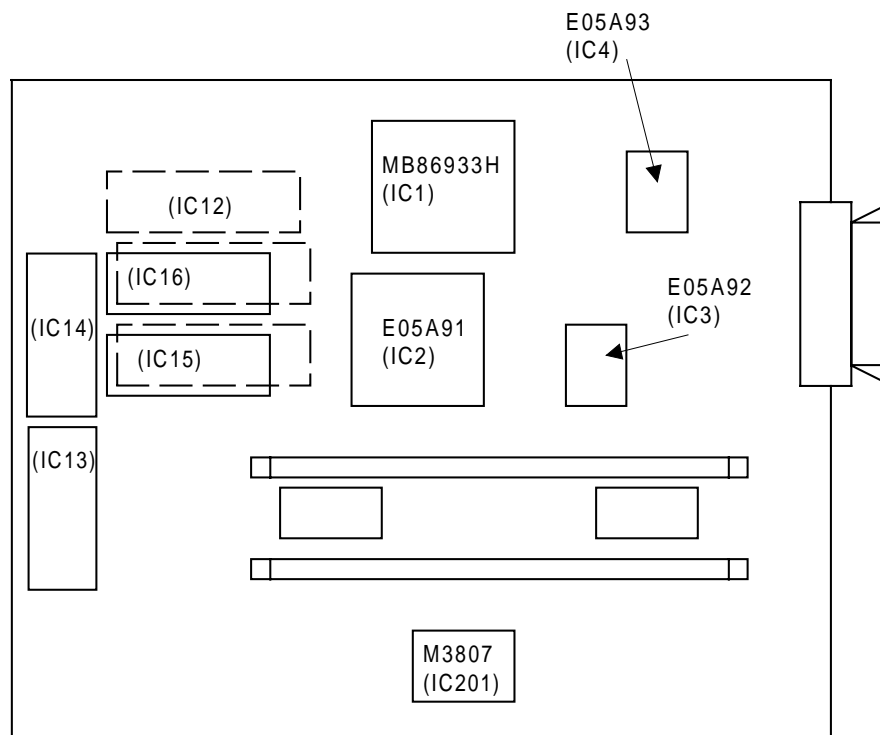 E05A93
(IC4)
MB86933H
(IC1)
(IC12)
(IC16)
E05A92
(IC3)
(IC14)
E05A91
(IC2)
(IC15)
(IC13)
M3807
(IC201)